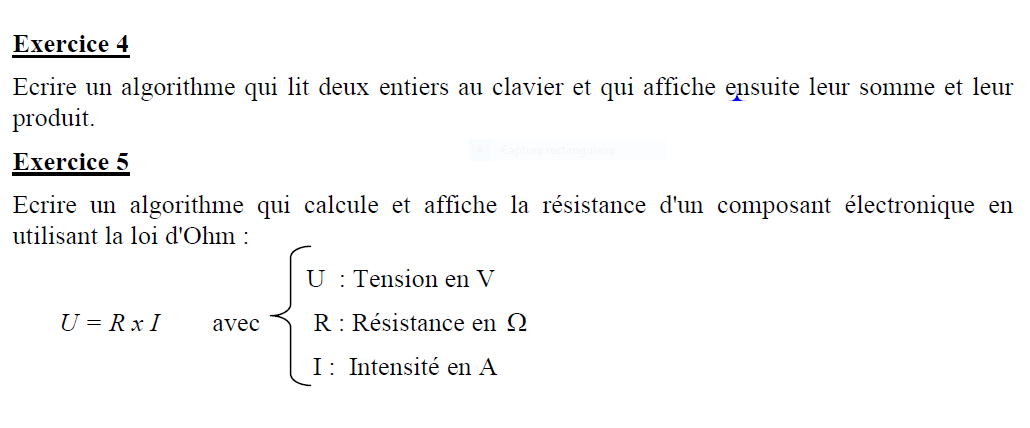 Exercice 4
Ecrire un algorithme qui lit deux entiers au clavier et qui affiche ensuite leur somme et leur
produit.
Capture rectangulaire
Exercice 5
Ecrire un algorithme qui calcule et affiche la résistance d'un composant électronique en
utilisant la loi d'Ohm :
U : Tension en V
U = R x I avec R : Résistance en Ω
I : Intensité en A